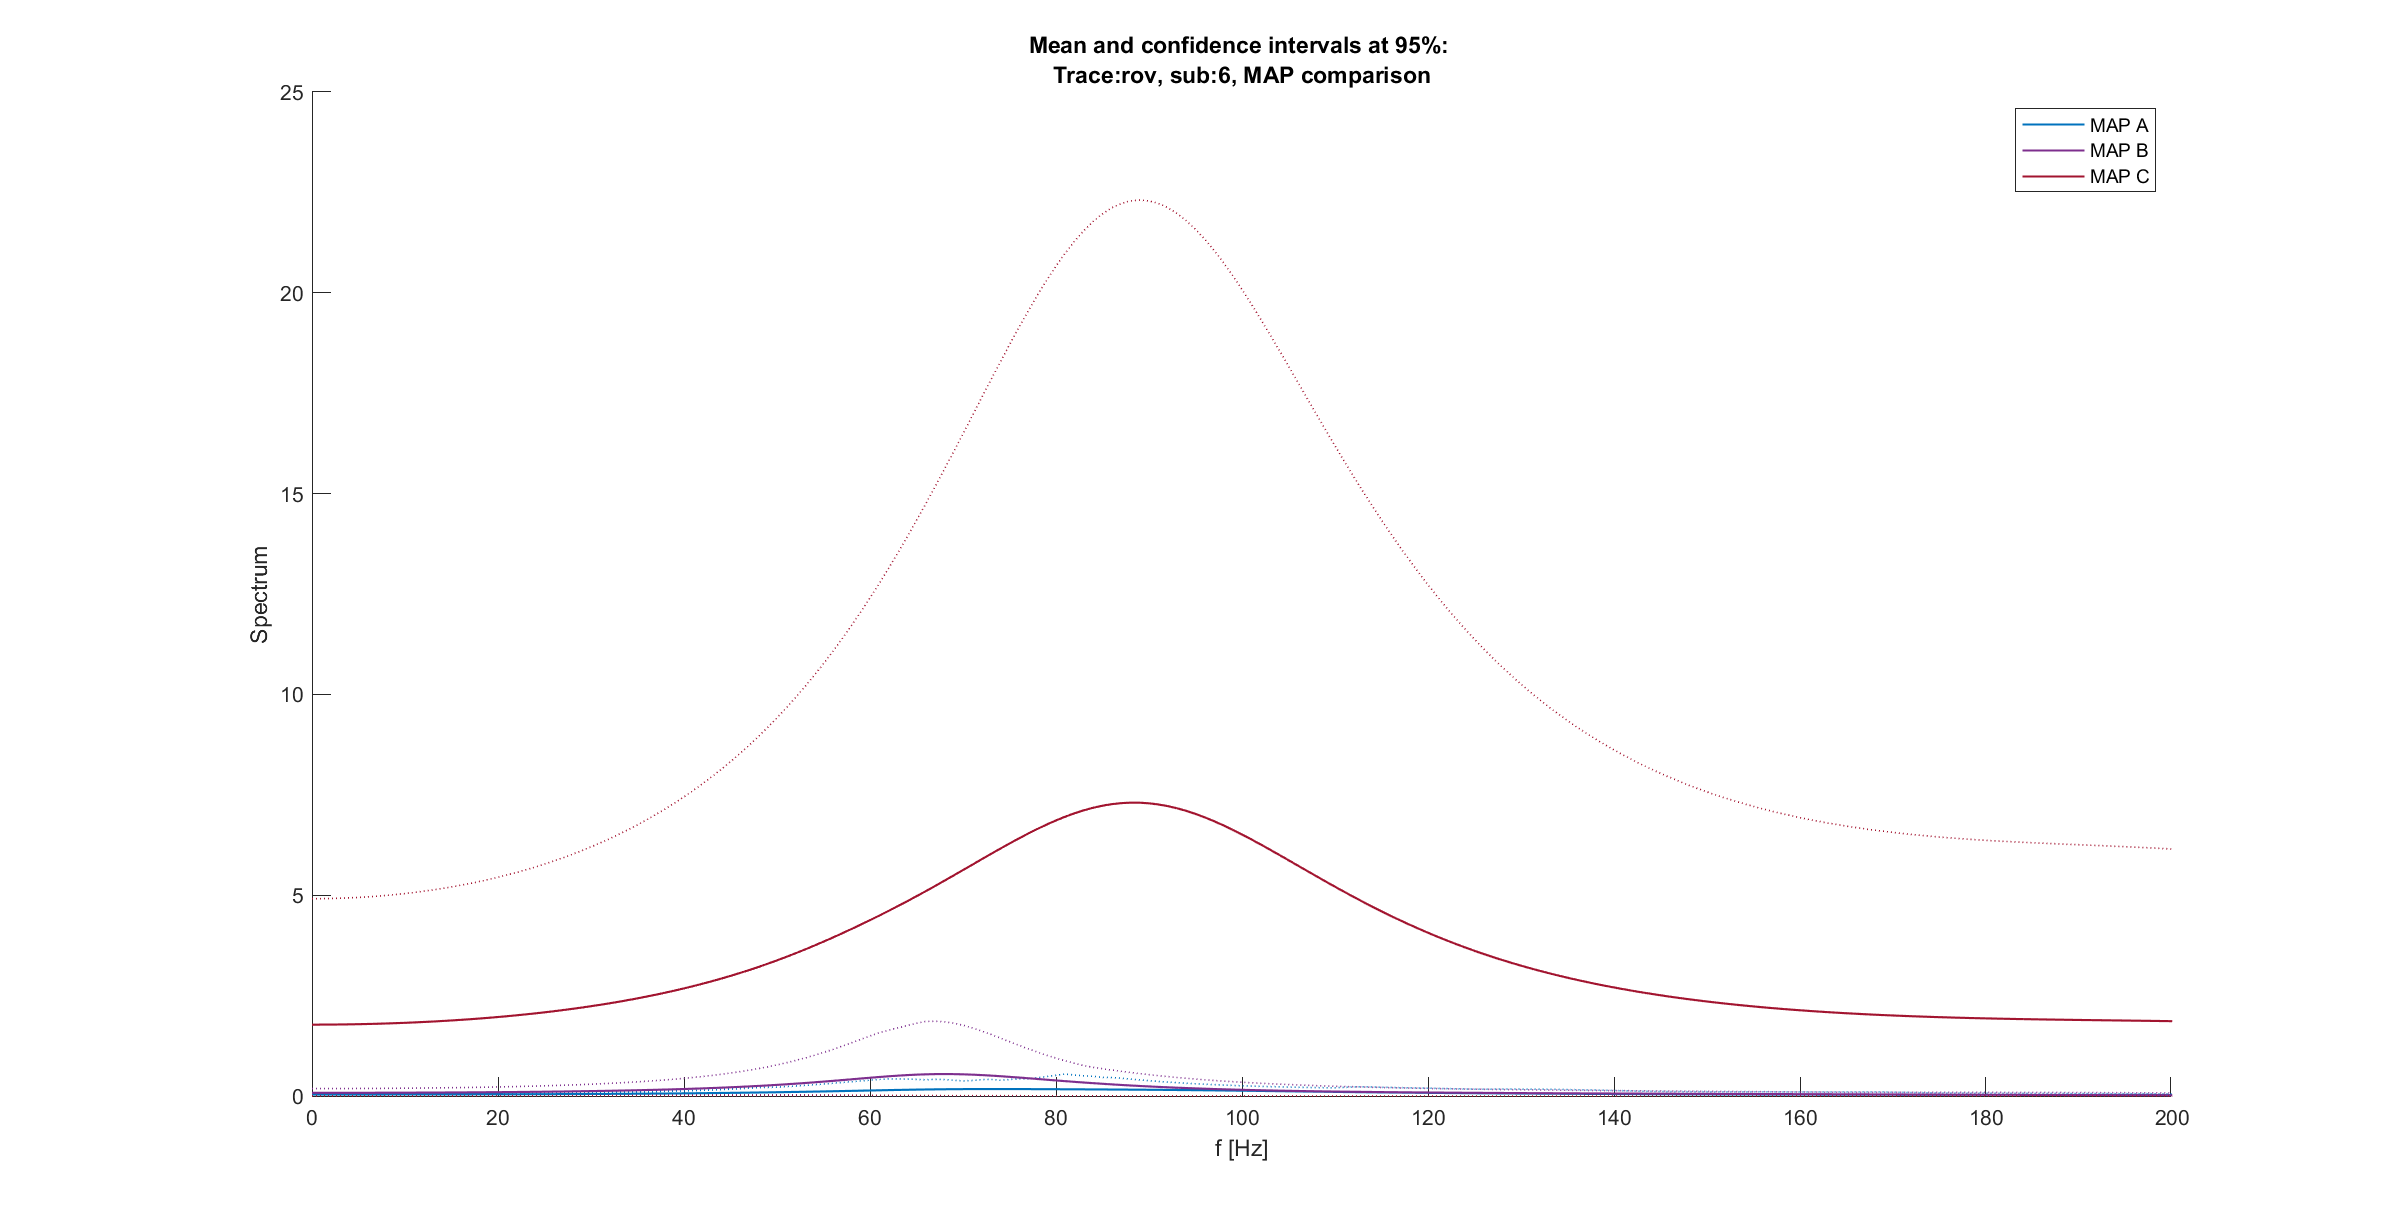 Mean and confidence intervals at 95%:
Trace:rov, sub:6, MAP comparison
25
20
15
10
5
0
Spectrum
MAP A
MAP B
MAP C
0 20 40 60 80 100 120 140 160 180 200
f [Hz]